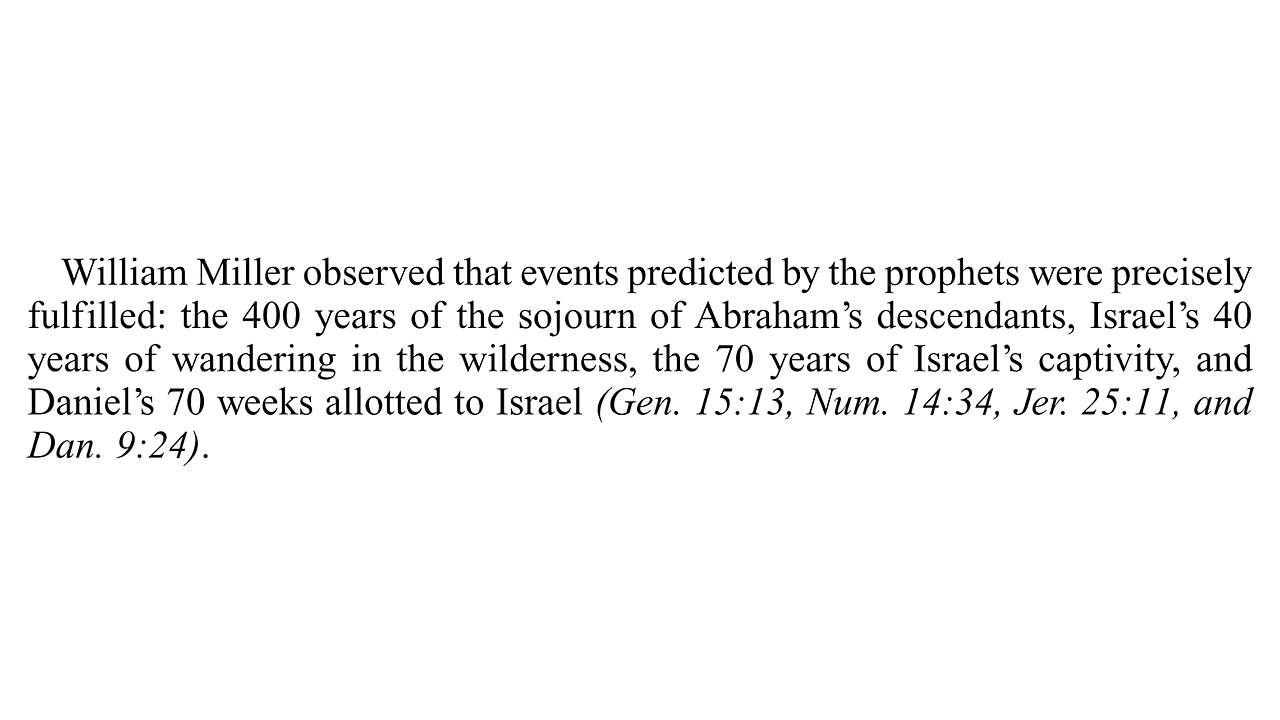 William Miller observed that events predicted by the prophets were precisely
fulfilled: the 400 years of the sojourn of Abraham’s descendants, Israel’s 40
years of wandering in the wilderness, the 70 years of Israel’s captivity, and
Daniel’s 70 weeks allotted to Israel (Gen. 15:13, Num. 14:34, Jer. 25:11, and
Dan. 9:24).